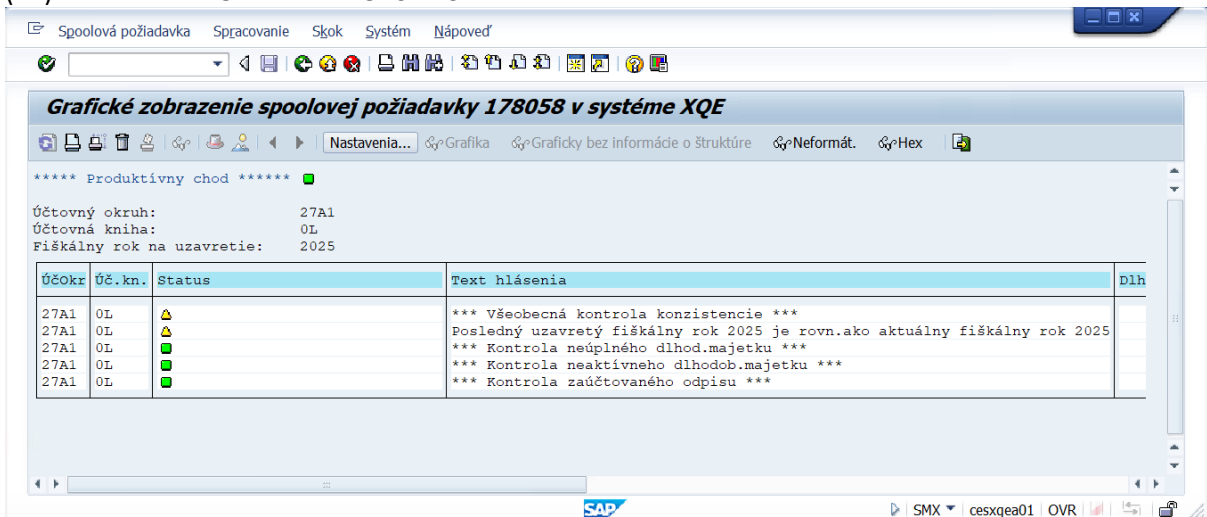 Spoolová požiadavka Spracovanie Skok Systém Nápoveď
Grafické zobrazenie spoolovej požiadavky 178058 v systéme XQE
Nastavenia... Grafika Graficky bez informácie o štruktúre Neformát. Hex
***** Produktívny chod ******
Účtovný okruh: 27A1
Účtovná kniha: 0L
Fiškálny rok na uzavretie: 2025
ÚčOkr Úč.kn. Status Text hlásenia Dlh
27A1 0L *** Všeobecná kontrola konzistencie ***
27A1 0L Posledný uzavretý fiškálny rok 2025 je rovn.ako aktuálny fiškálny rok 2025
27A1 0L *** Kontrola neúplného dlhod.majetku ***
27A1 0L *** Kontrola neaktívneho dlhodob.majetku ***
27A1 0L *** Kontrola zaúčtovaného odpisu ***
SAP SMX cesxqea01 OVR